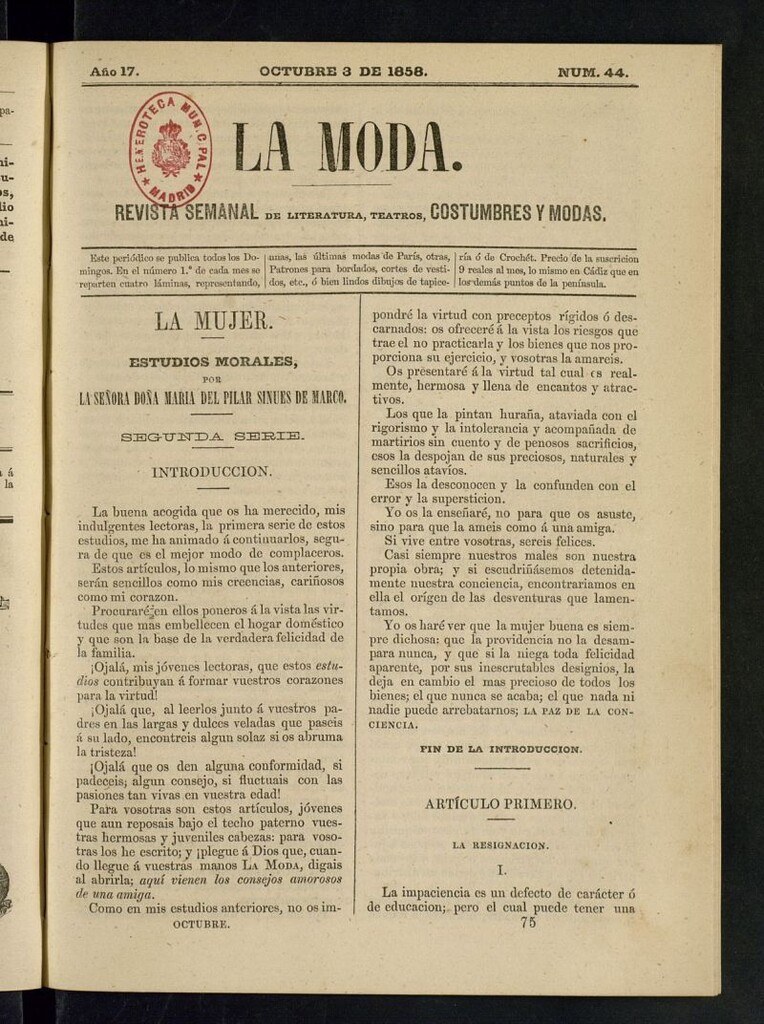 Año 17.
OCTUBRE 3 DE 1858.
NUM. 44.
HEMEROTECA MUNICIPAL
MADRID
LA MODA.
REVISTA SEMANAL DE LITERATURA, TEATROS, COSTUMBRES Y MODAS.
Este periódico se publica todos los Do-
mingos. En el número 1.º de cada mes se
reparten cuatro láminas, representando,
unas, las últimas modas de París, otras,
Patrones para bordados, cortes de vesti-
dos, etc., ó bien lindos dibujos de tapice-
ría ó de Crochét. Precio de la suscricion
9 reales al mes, lo mismo en Cádiz que en
los demás puntos de la península.
LA MUJER.
ESTUDIOS MORALES,
POR
LA SEÑORA DOÑA MARIA DEL PILAR SINUES DE MARCO.
SEGUNDA SERIE.
INTRODUCCION.
La buena acogida que os ha merecido, mis
indulgentes lectoras, la primera serie de estos
estudios, me ha animado á continuarlos, segu-
ra de que es el mejor modo de complaceros.
Estos artículos, lo mismo que los anteriores,
serán sencillos como mis creencias, cariñosos
como mi corazon.
Procuraré en ellos poneros á la vista las vir-
tudes que mas embellecen el hogar doméstico
y que son la base de la verdadera felicidad de
la familia.
¡Ojalá, mis jóvenes lectoras, que estos estu-
dios contribuyan á formar vuestros corazones
para la virtud!
¡Ojalá que, al leerlos junto á vuestros pa-
dres en las largas y dulces veladas que paseis
á su lado, encontreis algun solaz si os abruma
la tristeza!
¡Ojalá que os den alguna conformidad, si
padeceis; algun consejo, si fluctuais con las
pasiones tan vivas en vuestra edad!
Para vosotras son estos artículos, jóvenes
que aun reposais bajo el techo paterno vues-
tras hermosas y juveniles cabezas: para voso-
tras los he escrito; y ¡plegue á Dios que, cuan-
do llegue á vuestras manos LA MODA, digais
al abrirla; aquí vienen los consejos amorosos
de una amiga.
Como en mis estudios anteriores, no os im-
OCTUBRE.
pondré la virtud con preceptos rígidos ó des-
carnados: os ofreceré á la vista los riesgos que
trae el no practicarla y los bienes que nos pro-
porciona su ejercicio, y vosotras la amareis.
Os presentaré á la virtud tal cual es real-
mente, hermosa y llena de encantos y atrac-
tivos.
Los que la pintan huraña, ataviada con el
rigorismo y la intolerancia y acompañada de
martirios sin cuento y de penosos sacrificios,
esos la despojan de sus preciosos, naturales y
sencillos atavíos.
Esos la desconocen y la confunden con el
error y la supersticion.
Yo os la enseñaré, no para que os asuste,
sino para que la ameis como á una amiga.
Si vive entre vosotras, sereis felices.
Casi siempre nuestros males son nuestra
propia obra; y si escudriñásemos detenida-
mente nuestra conciencia, encontrariamos en
ella el orígen de las desventuras que lamen-
tamos.
Yo os haré ver que la mujer buena es siem-
pre dichosa: que la providencia no la desam-
para nunca, y que si la niega toda felicidad
aparente, por sus inescrutables designios, la
deja en cambio el mas precioso de todos los
bienes; el que nunca se acaba; el que nada ni
nadie puede arrebatarnos; LA PAZ DE LA CON-
CIENCIA.
FIN DE LA INTRODUCCION.
ARTÍCULO PRIMERO.
LA RESIGNACION.
I.
La impaciencia es un defecto de carácter ó
de educacion; pero el cual puede tener una
75